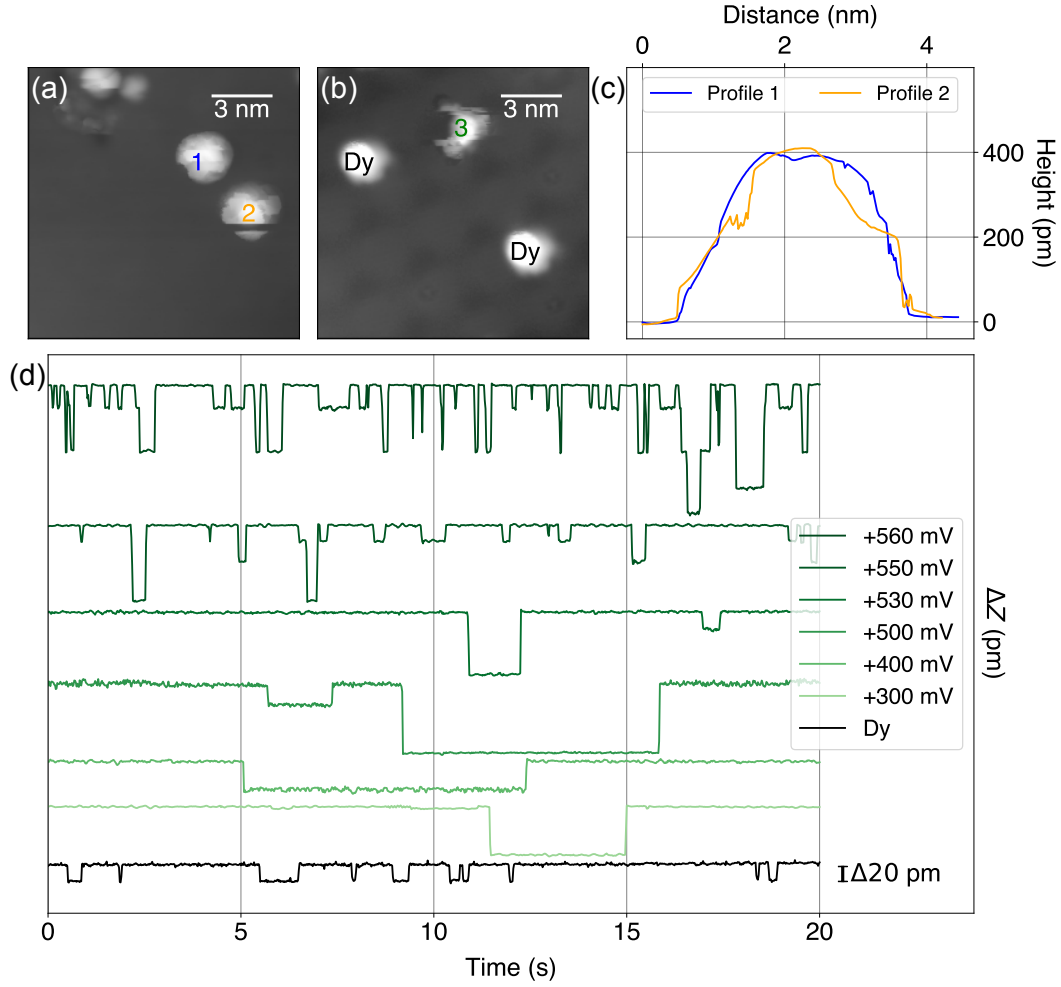 Distance (nm)
0 2 4
(a) 3 nm
1
2
(b) 3 nm
3
Dy
Dy
(c) Profile 1 Profile 2
400
200
0
Height (pm)
(d)
+560 mV
+550 mV
+530 mV
+500 mV
+400 mV
+300 mV
Dy
ΔZ (pm)
Δ20 pm
0 5 10 15 20
Time (s)